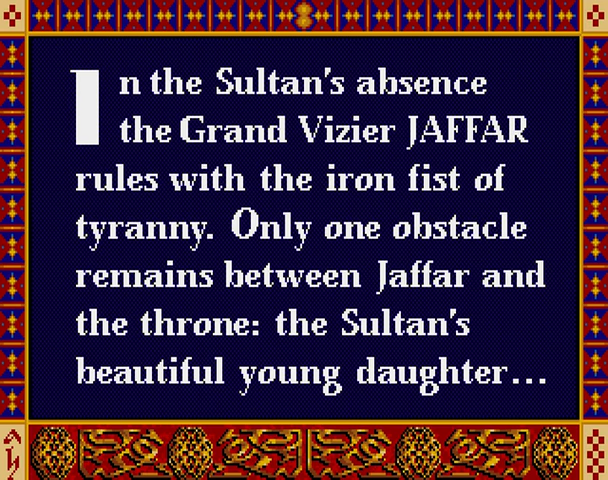 In the Sultan's absence
the Grand Vizier JAFFAR
rules with the iron fist of
tyranny. Only one obstacle
remains between Jaffar and
the throne: the Sultan's
beautiful young daughter...